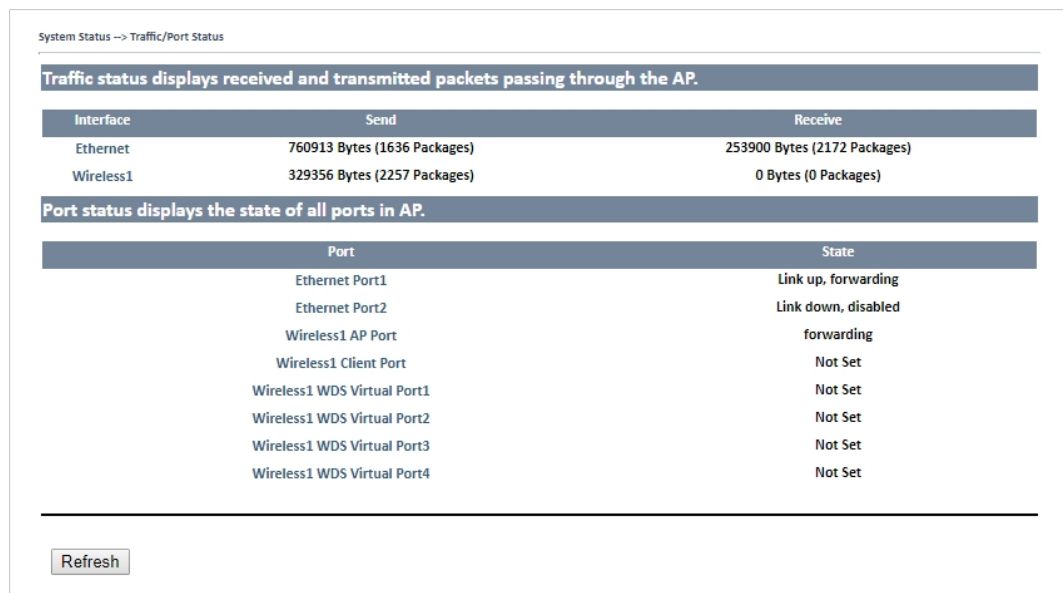 System Status --> Traffic/Port Status
Traffic status displays received and transmitted packets passing through the AP.
Interface Send Receive
Ethernet 760913 Bytes (1636 Packages) 253900 Bytes (2172 Packages)
Wireless1 329356 Bytes (2257 Packages) 0 Bytes (0 Packages)
Port status displays the state of all ports in AP.
Port State
Ethernet Port1 Link up, forwarding
Ethernet Port2 Link down, disabled
Wireless1 AP Port forwarding
Wireless1 Client Port Not Set
Wireless1 WDS Virtual Port1 Not Set
Wireless1 WDS Virtual Port2 Not Set
Wireless1 WDS Virtual Port3 Not Set
Wireless1 WDS Virtual Port4 Not Set
Refresh